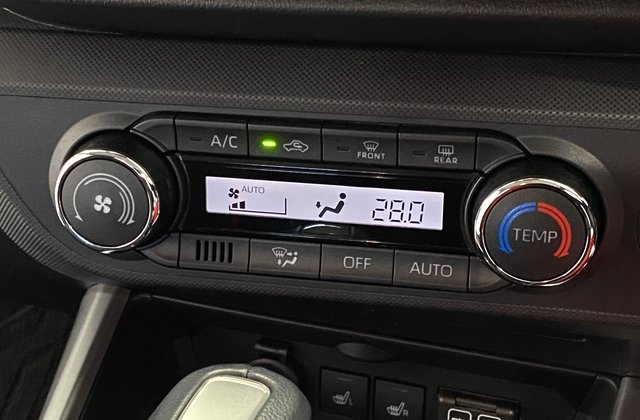 A/C
FRONT
REAR
AUTO
28.0
TEMP
OFF
AUTO
L
R